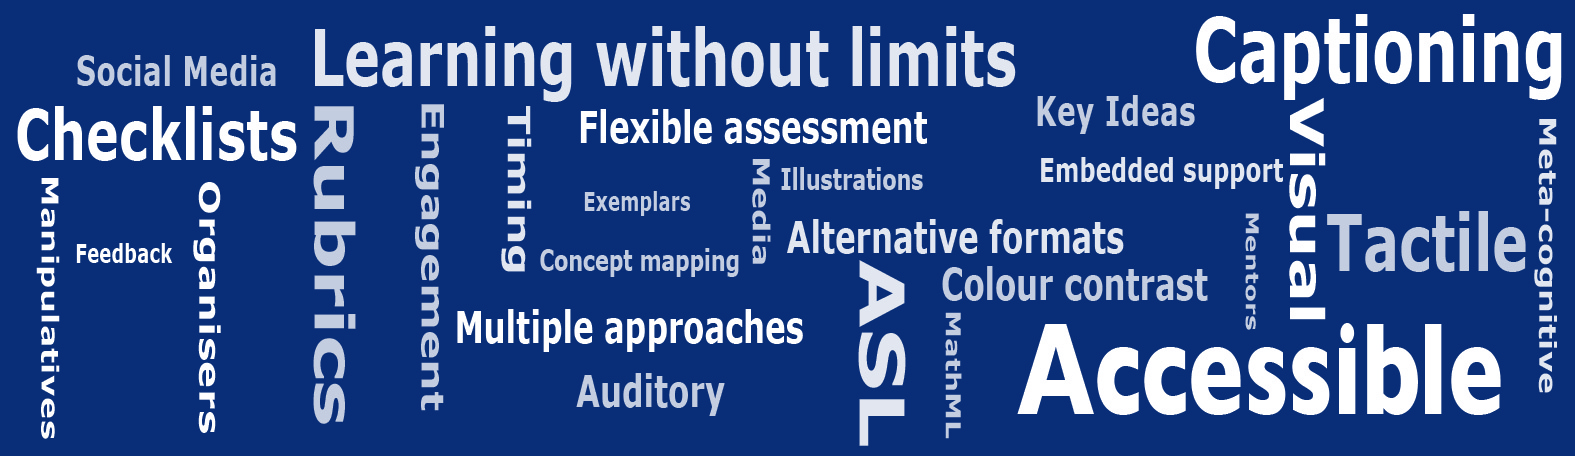 Learning without limits
Captioning
Social Media
Checklists
Rubrics
Engagement
Timing
Flexible assessment
Key Ideas
Visual
Meta-cognitive
Illustrations
Media
Embedded support
Exemplars
Manipulatives
Organisers
Feedback
Concept mapping
Alternative formats
Mentors
Tactile
Colour contrast
ASL
MathML
Multiple approaches
Accessible
Auditory